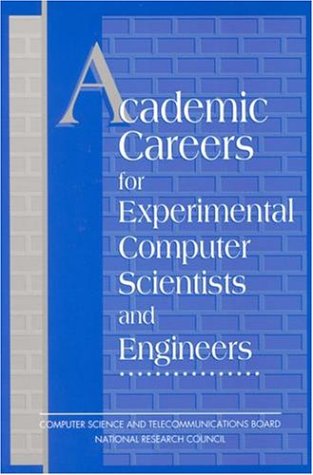 Academic
Careers
for
Experimental
Computer
Scientists
and
Engineers
COMPUTER SCIENCE AND TELECOMMUNICATIONS BOARD
NATIONAL RESEARCH COUNCIL